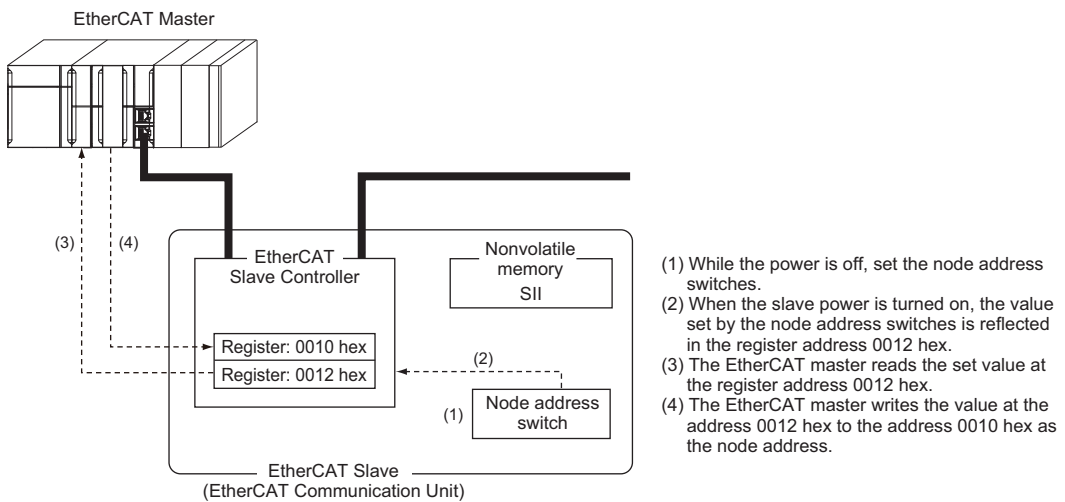 EtherCAT Master
(3)
(4)
EtherCAT
Slave Controller
Nonvolatile
memory
SII
Register: 0010 hex
Register: 0012 hex
(2)
(1)
Node address
switch
EtherCAT Slave
(EtherCAT Communication Unit)
(1) While the power is off, set the node address
switches.
(2) When the slave power is turned on, the value
set by the node address switches is reflected
in the register address 0012 hex.
(3) The EtherCAT master reads the set value at
the register address 0012 hex.
(4) The EtherCAT master writes the value at the
address 0012 hex to the address 0010 hex as
the node address.